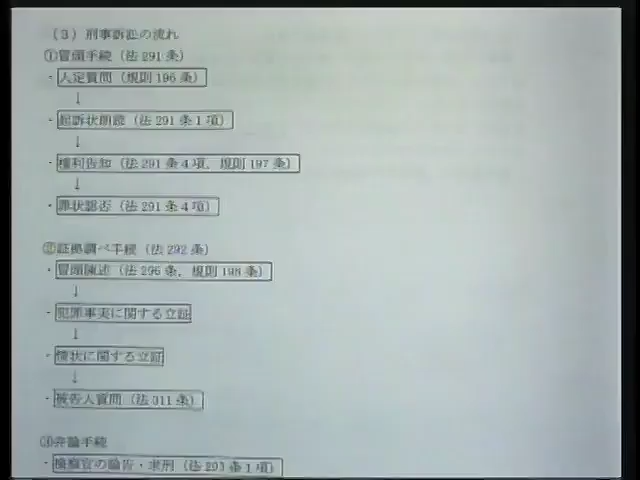 (3) 刑事訴訟の流れ
①冒頭手続(法291条)
・人定質問(規則196条)
↓
・起訴状朗読(法291条1項)
↓
・権利告知(法291条4項、規則197条)
↓
・罪状認否(法291条4項)
②証拠調べ手続(法292条)
・冒頭陳述(法296条、規則198条)
↓
・犯罪事実に関する立証
↓
・情状に関する立証
↓
・被告人質問(法311条)
③弁論手続
・検察官の論告・求刑(法293条1項)